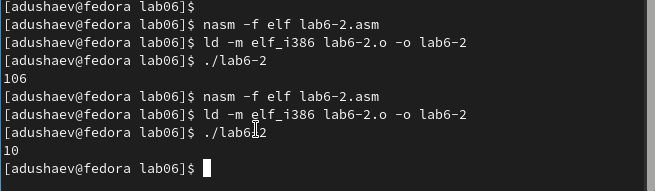 [adushaev@fedora lab06]$
[adushaev@fedora lab06]$ nasm -f elf lab6-2.asm
[adushaev@fedora lab06]$ ld -m elf_i386 lab6-2.o -o lab6-2
[adushaev@fedora lab06]$ ./lab6-2
106
[adushaev@fedora lab06]$ nasm -f elf lab6-2.asm
[adushaev@fedora lab06]$ ld -m elf_i386 lab6-2.o -o lab6-2
[adushaev@fedora lab06]$ ./lab6-2
10
[adushaev@fedora lab06]$